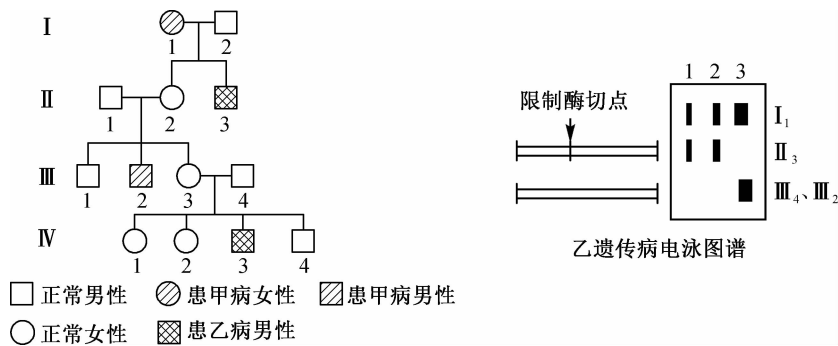 I
1
2
II
1
2
3
III
1
2
3
4
IV
1
2
3
4
正常男性
患甲病女性
患甲病男性
正常女性
患乙病男性
限制酶切点
1 2 3
I₁
II₃
III₄、III₂
乙遗传病电泳图谱